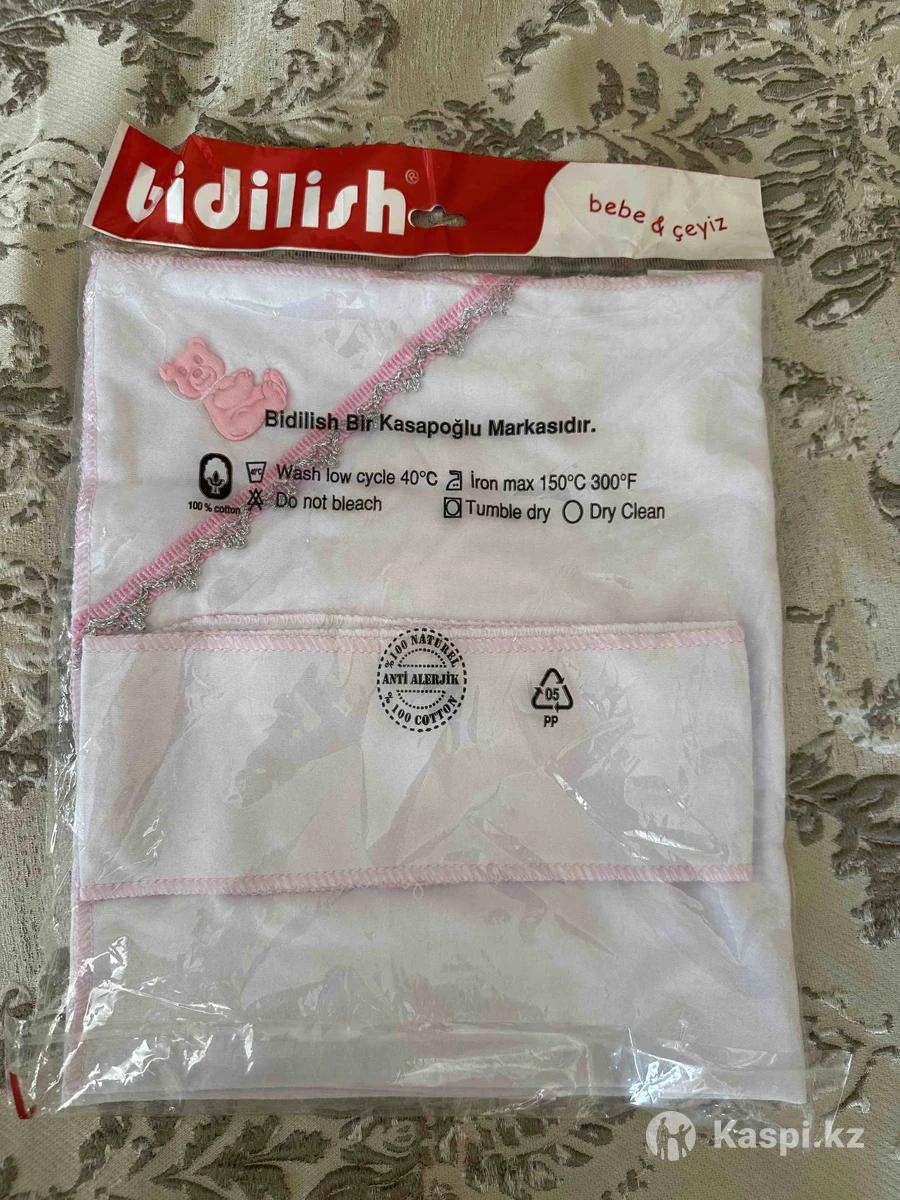 bidilish®
bebe & çeyiz
Bidilish Bir Kasapoğlu Markasıdır.
100 % cotton
40°C
Wash low cycle 40°C
İron max 150°C 300°F
Do not bleach
Tumble dry
Dry Clean
%100 NATUREL
ANTİ ALERJİK
% 100 COTTON
05
PP
Kaspi.kz